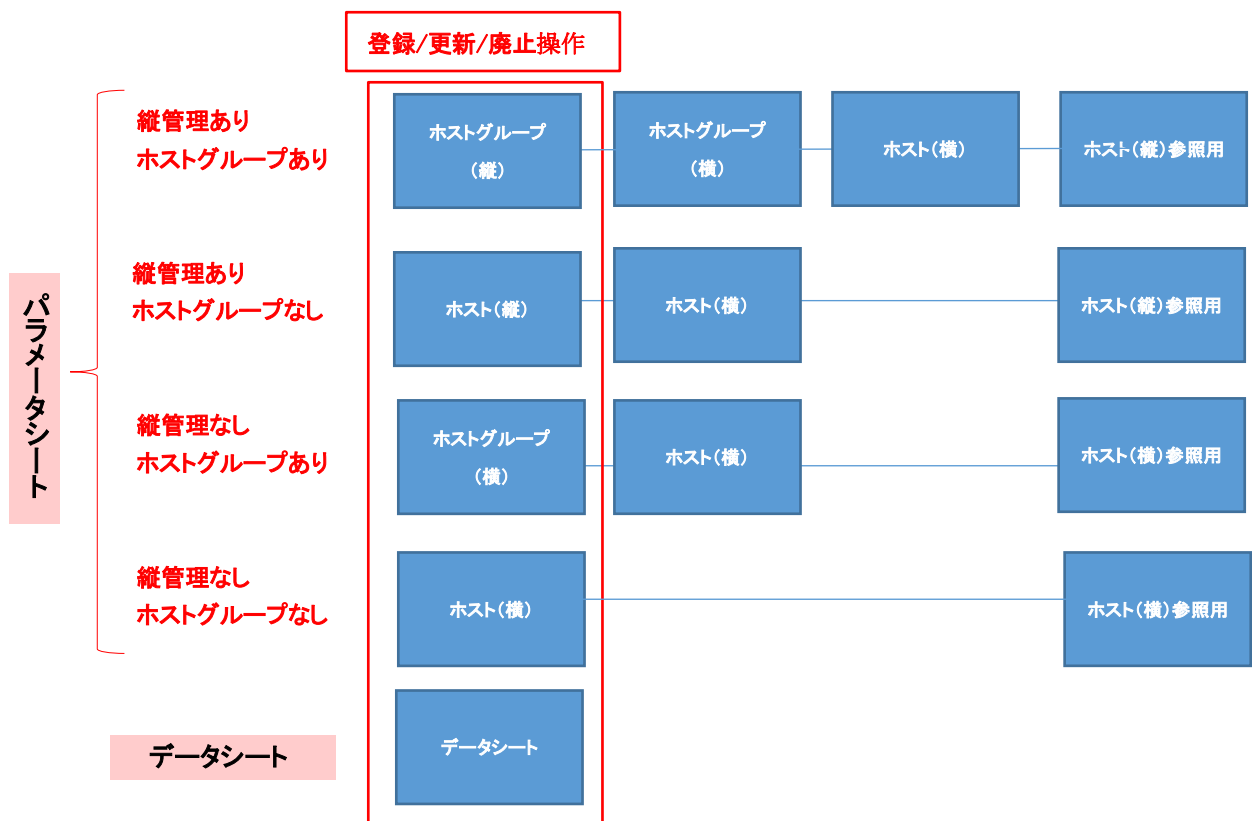 登録/更新/廃止操作
縦管理あり
ホストグループあり
ホストグループ
(縦)
ホストグループ
(横)
ホスト(横)
ホスト(縦)参照用
縦管理あり
ホストグループなし
ホスト(縦)
ホスト(横)
ホスト(縦)参照用
パラメータシート
縦管理なし
ホストグループあり
ホストグループ
(横)
ホスト(横)
ホスト(横)参照用
縦管理なし
ホストグループなし
ホスト(横)
ホスト(横)参照用
データシート
データシート